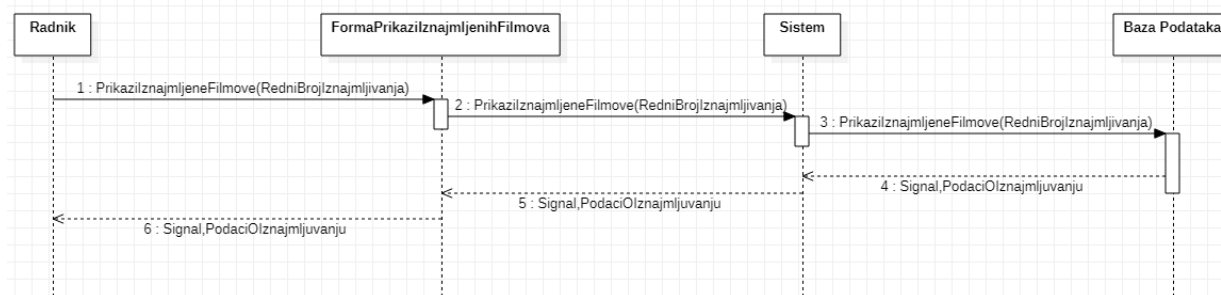 Radnik
FormaPrikaziIznajmljenihFilmova
Sistem
Baza Podataka
1 : PrikaziIznajmljeneFilmove(RedniBrojIznajmljivanja)
2 : PrikaziIznajmljeneFilmove(RedniBrojIznajmljivanja)
3 : PrikaziIznajmljeneFilmove(RedniBrojIznajmljivanja)
4 : Signal,PodaciOIznajmljuvanju
5 : Signal,PodaciOIznajmljuvanju
6 : Signal,PodaciOIznajmljuvanju